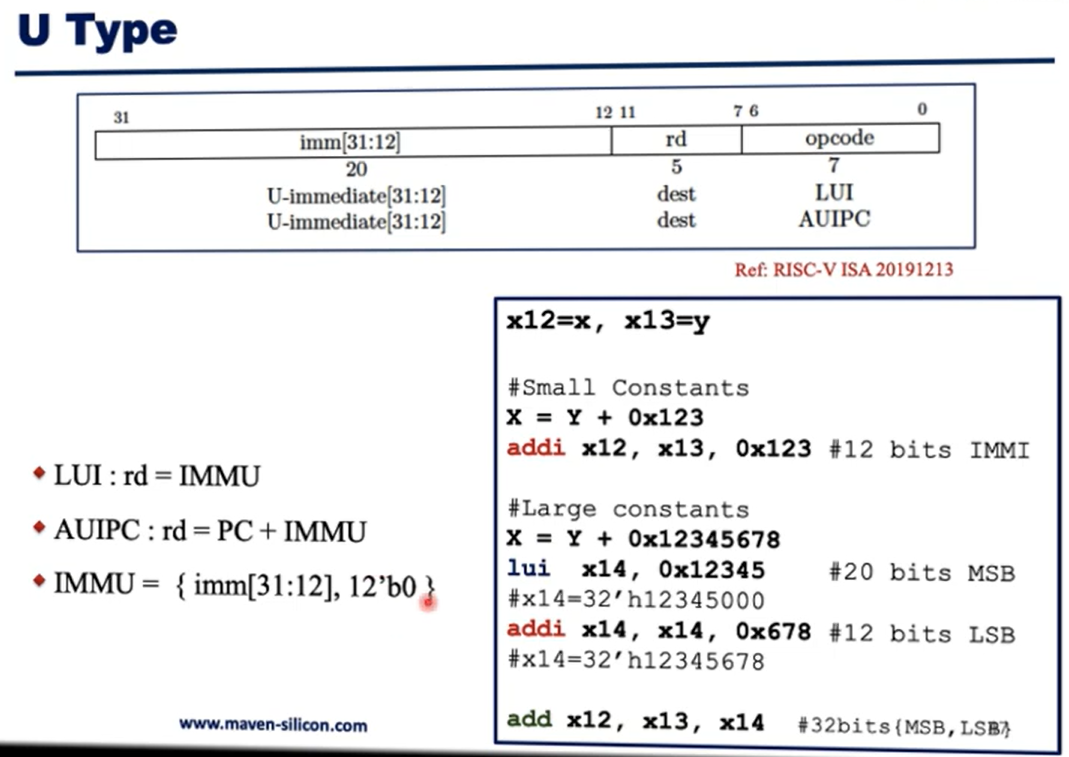 U Type
31 12 11 7 6 0
imm[31:12] rd opcode
20 5 7
U-immediate[31:12] dest LUI
U-immediate[31:12] dest AUIPC
Ref: RISC-V ISA 20191213
LUI : rd = IMMU
AUIPC : rd = PC + IMMU
IMMU = { imm[31:12], 12’b0 }
www.maven-silicon.com
x12=x, x13=y
#Small Constants
X = Y + 0x123
addi x12, x13, 0x123 #12 bits IMMI
#Large constants
X = Y + 0x12345678
lui x14, 0x12345 #20 bits MSB
#x14=32’h12345000
addi x14, x14, 0x678 #12 bits LSB
#x14=32’h12345678
add x12, x13, x14 #32bits{MSB,LSB}